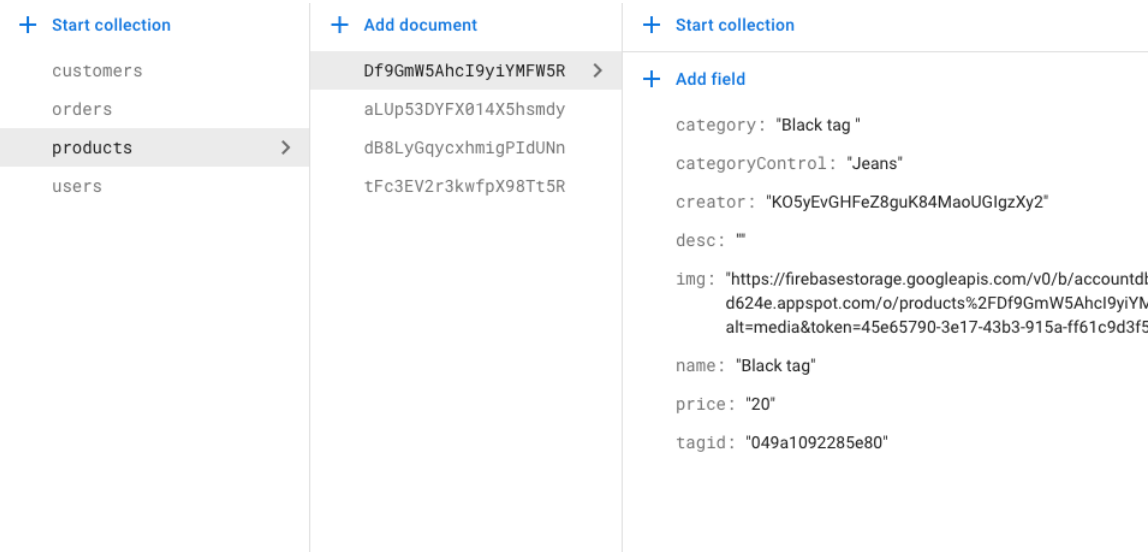 Start collection
customers
orders
products
users
Add document
Df9GmW5AhcI9yiYMFW5R
aLUp53DYFX014X5hsmdy
dB8LyGqycxhmigPIdUNn
tFc3EV2r3kwfpX98Tt5R
Start collection
Add field
category: "Black tag "
categoryControl: "Jeans"
creator: "KO5yEvGHFeZ8guK84MaoUGIgzXy2"
desc: ""
img: "https://firebasestorage.googleapis.com/v0/b/accountdb
d624e.appspot.com/o/products%2FDf9GmW5AhcI9yiYM
alt=media&token=45e65790-3e17-43b3-915a-ff61c9d3f5
name: "Black tag"
price: "20"
tagid: "049a1092285e80"